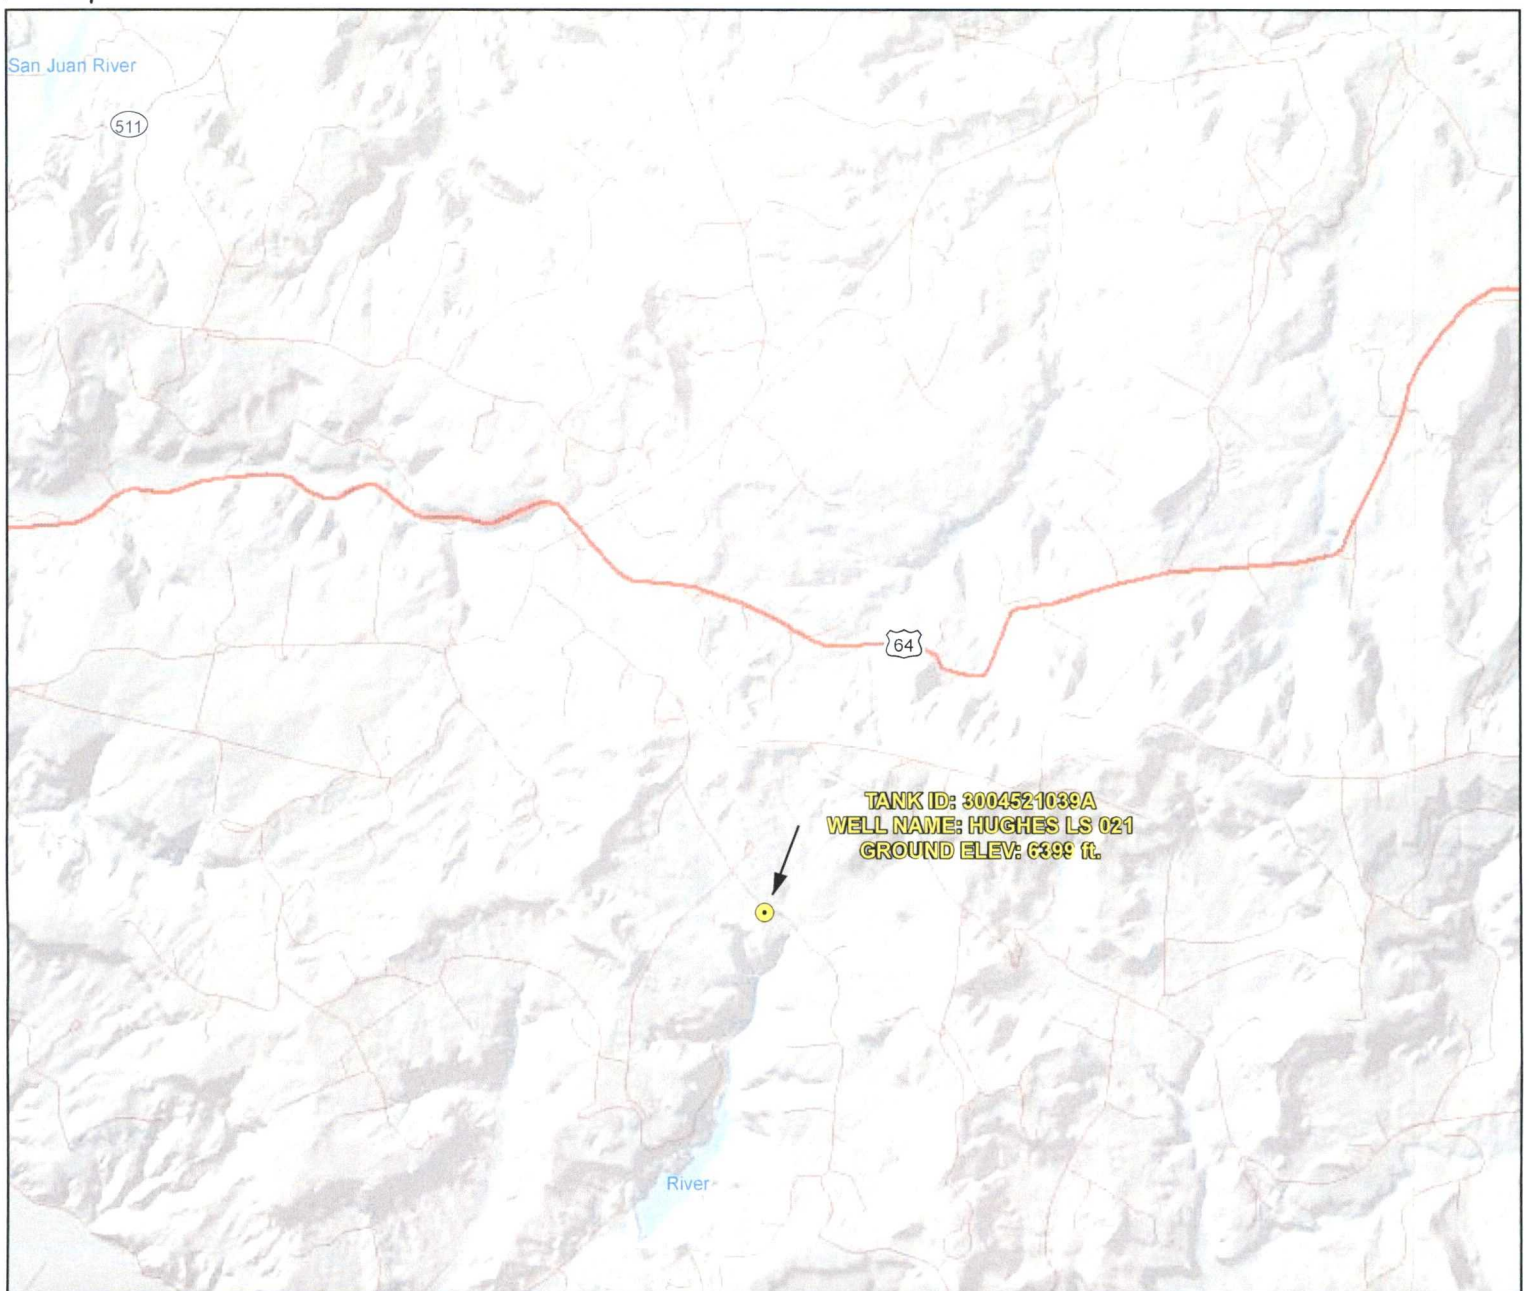 San Juan River
511
64
TANK ID: 3004521039A
WELL NAME: HUGHES LS 021
GROUND ELEV: 6399 ft.
River